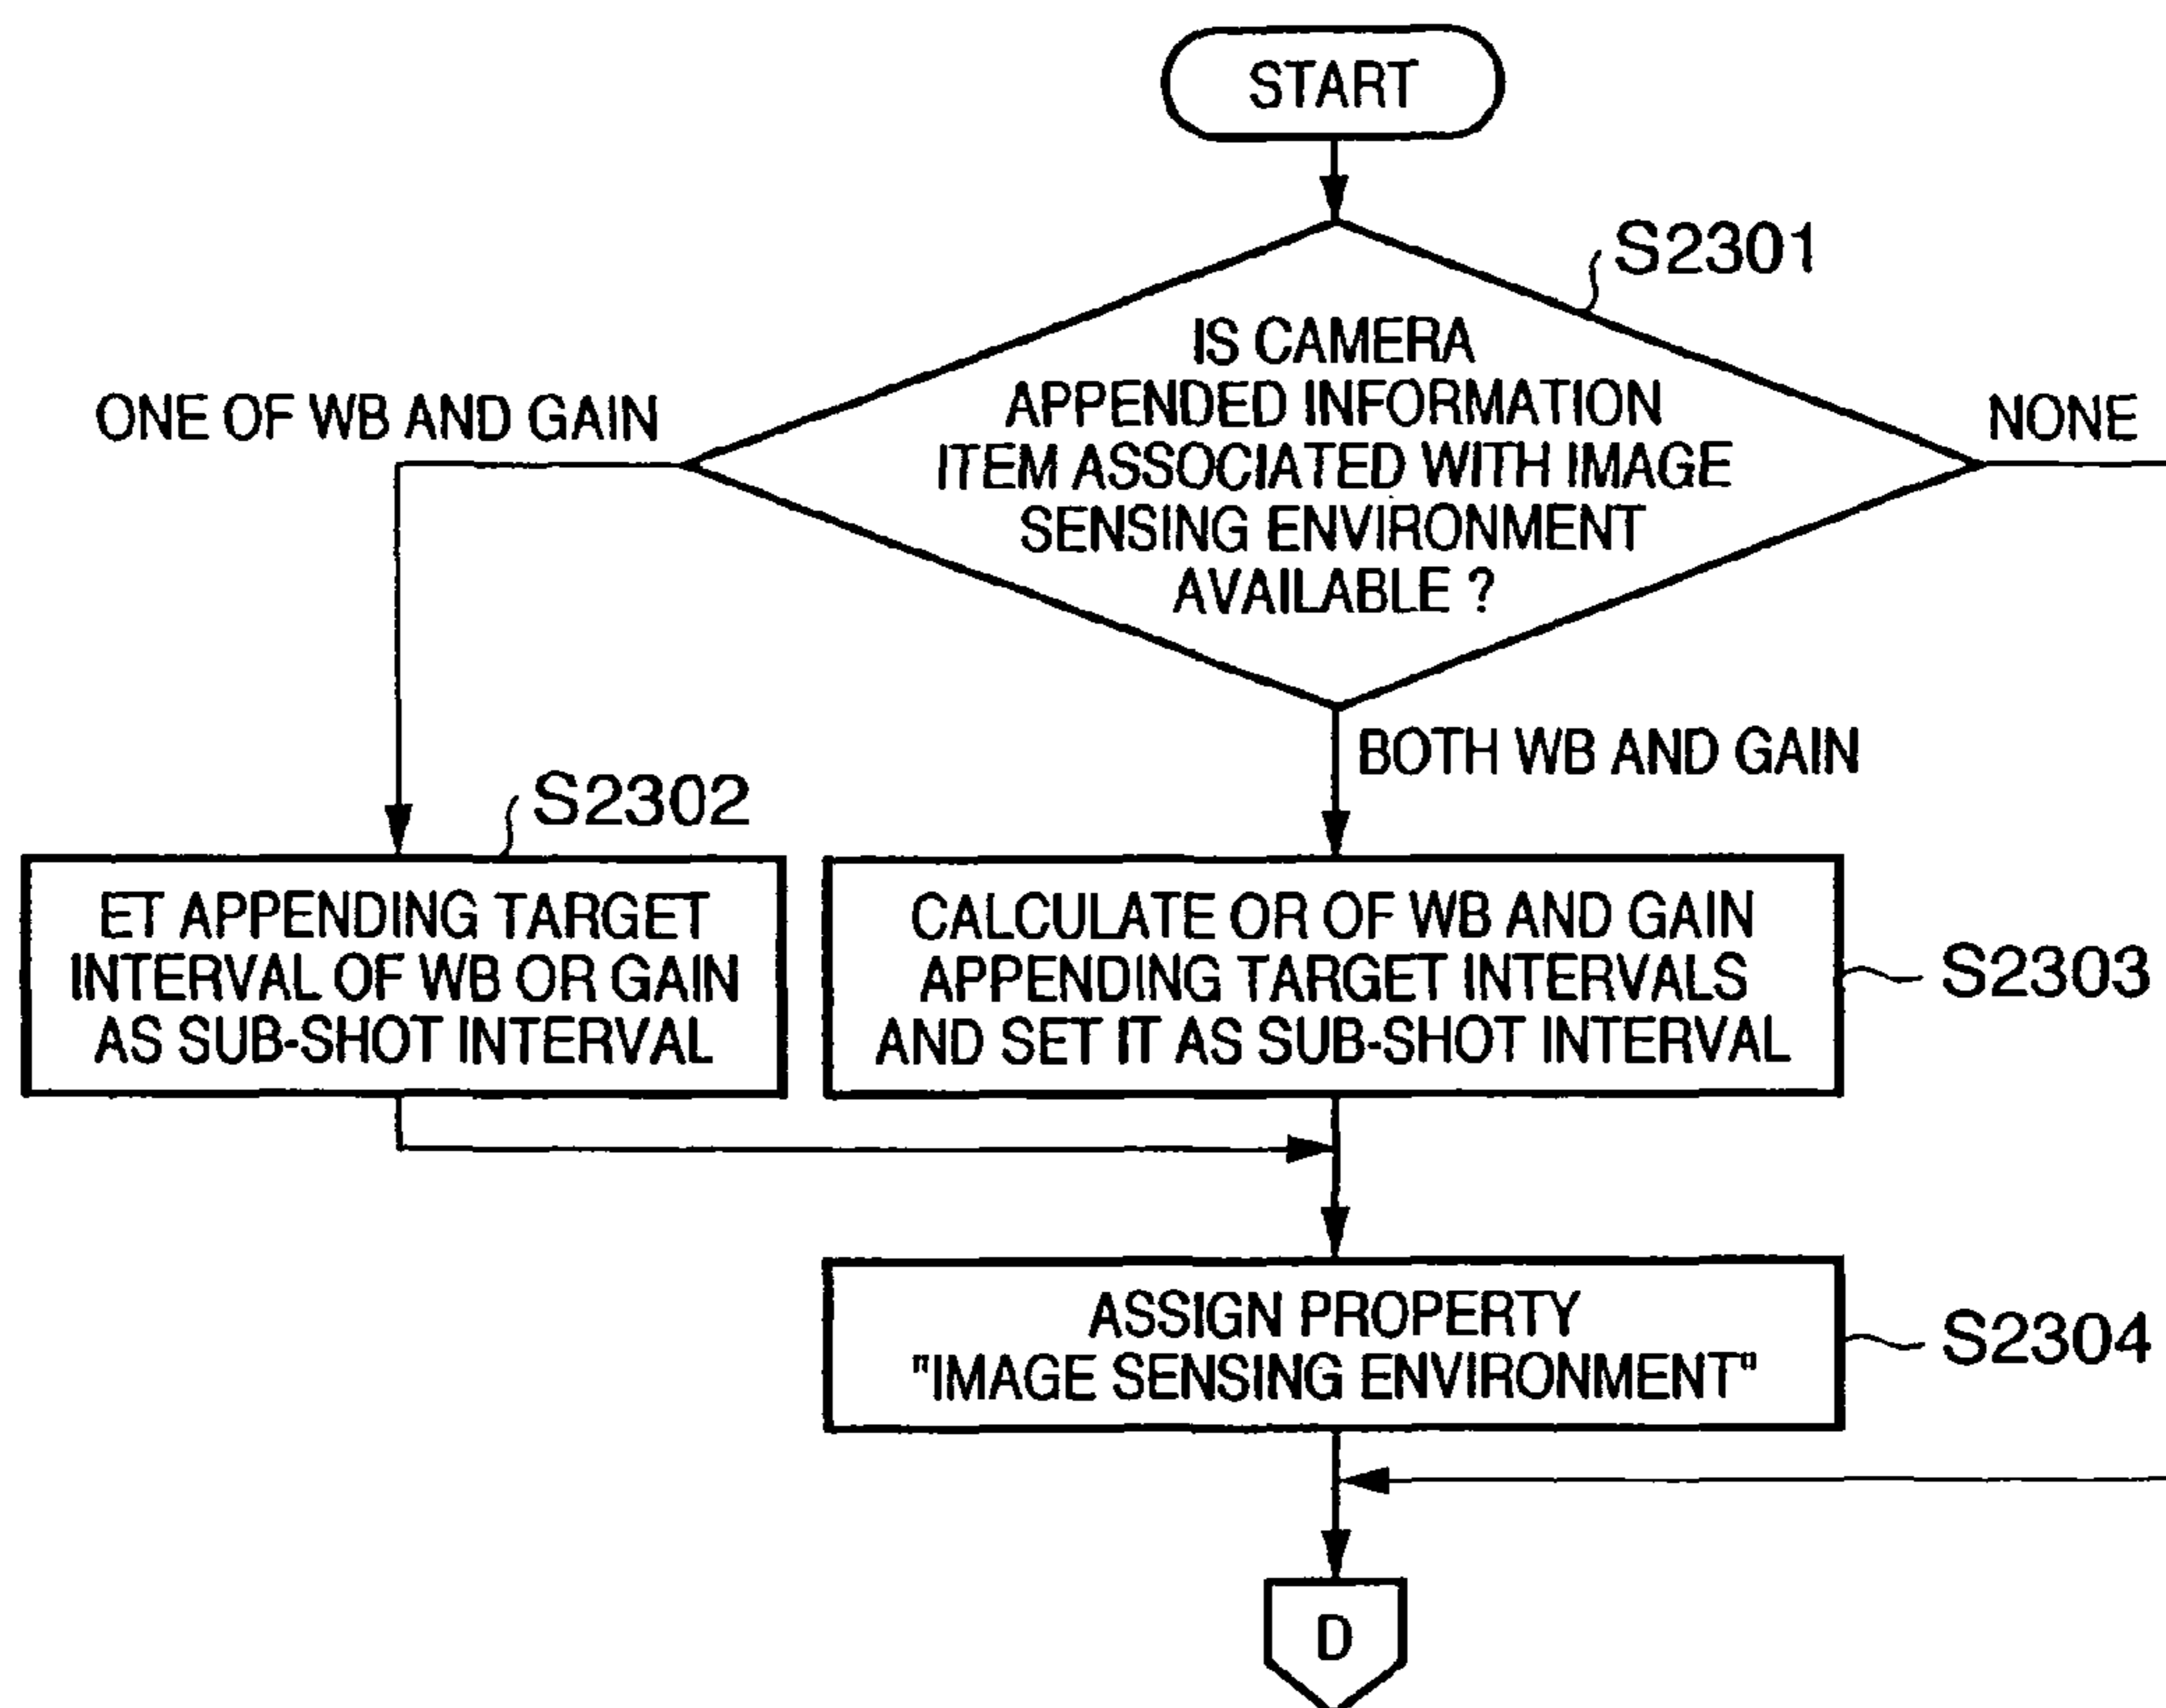 START
S2301
IS CAMERA
APPENDED INFORMATION
ITEM ASSOCIATED WITH IMAGE
SENSING ENVIRONMENT
AVAILABLE ?
ONE OF WB AND GAIN
NONE
BOTH WB AND GAIN
S2302
ET APPENDING TARGET
INTERVAL OF WB OR GAIN
AS SUB-SHOT INTERVAL
CALCULATE OR OF WB AND GAIN
APPENDING TARGET INTERVALS
AND SET IT AS SUB-SHOT INTERVAL
S2303
ASSIGN PROPERTY
"IMAGE SENSING ENVIRONMENT"
S2304
D